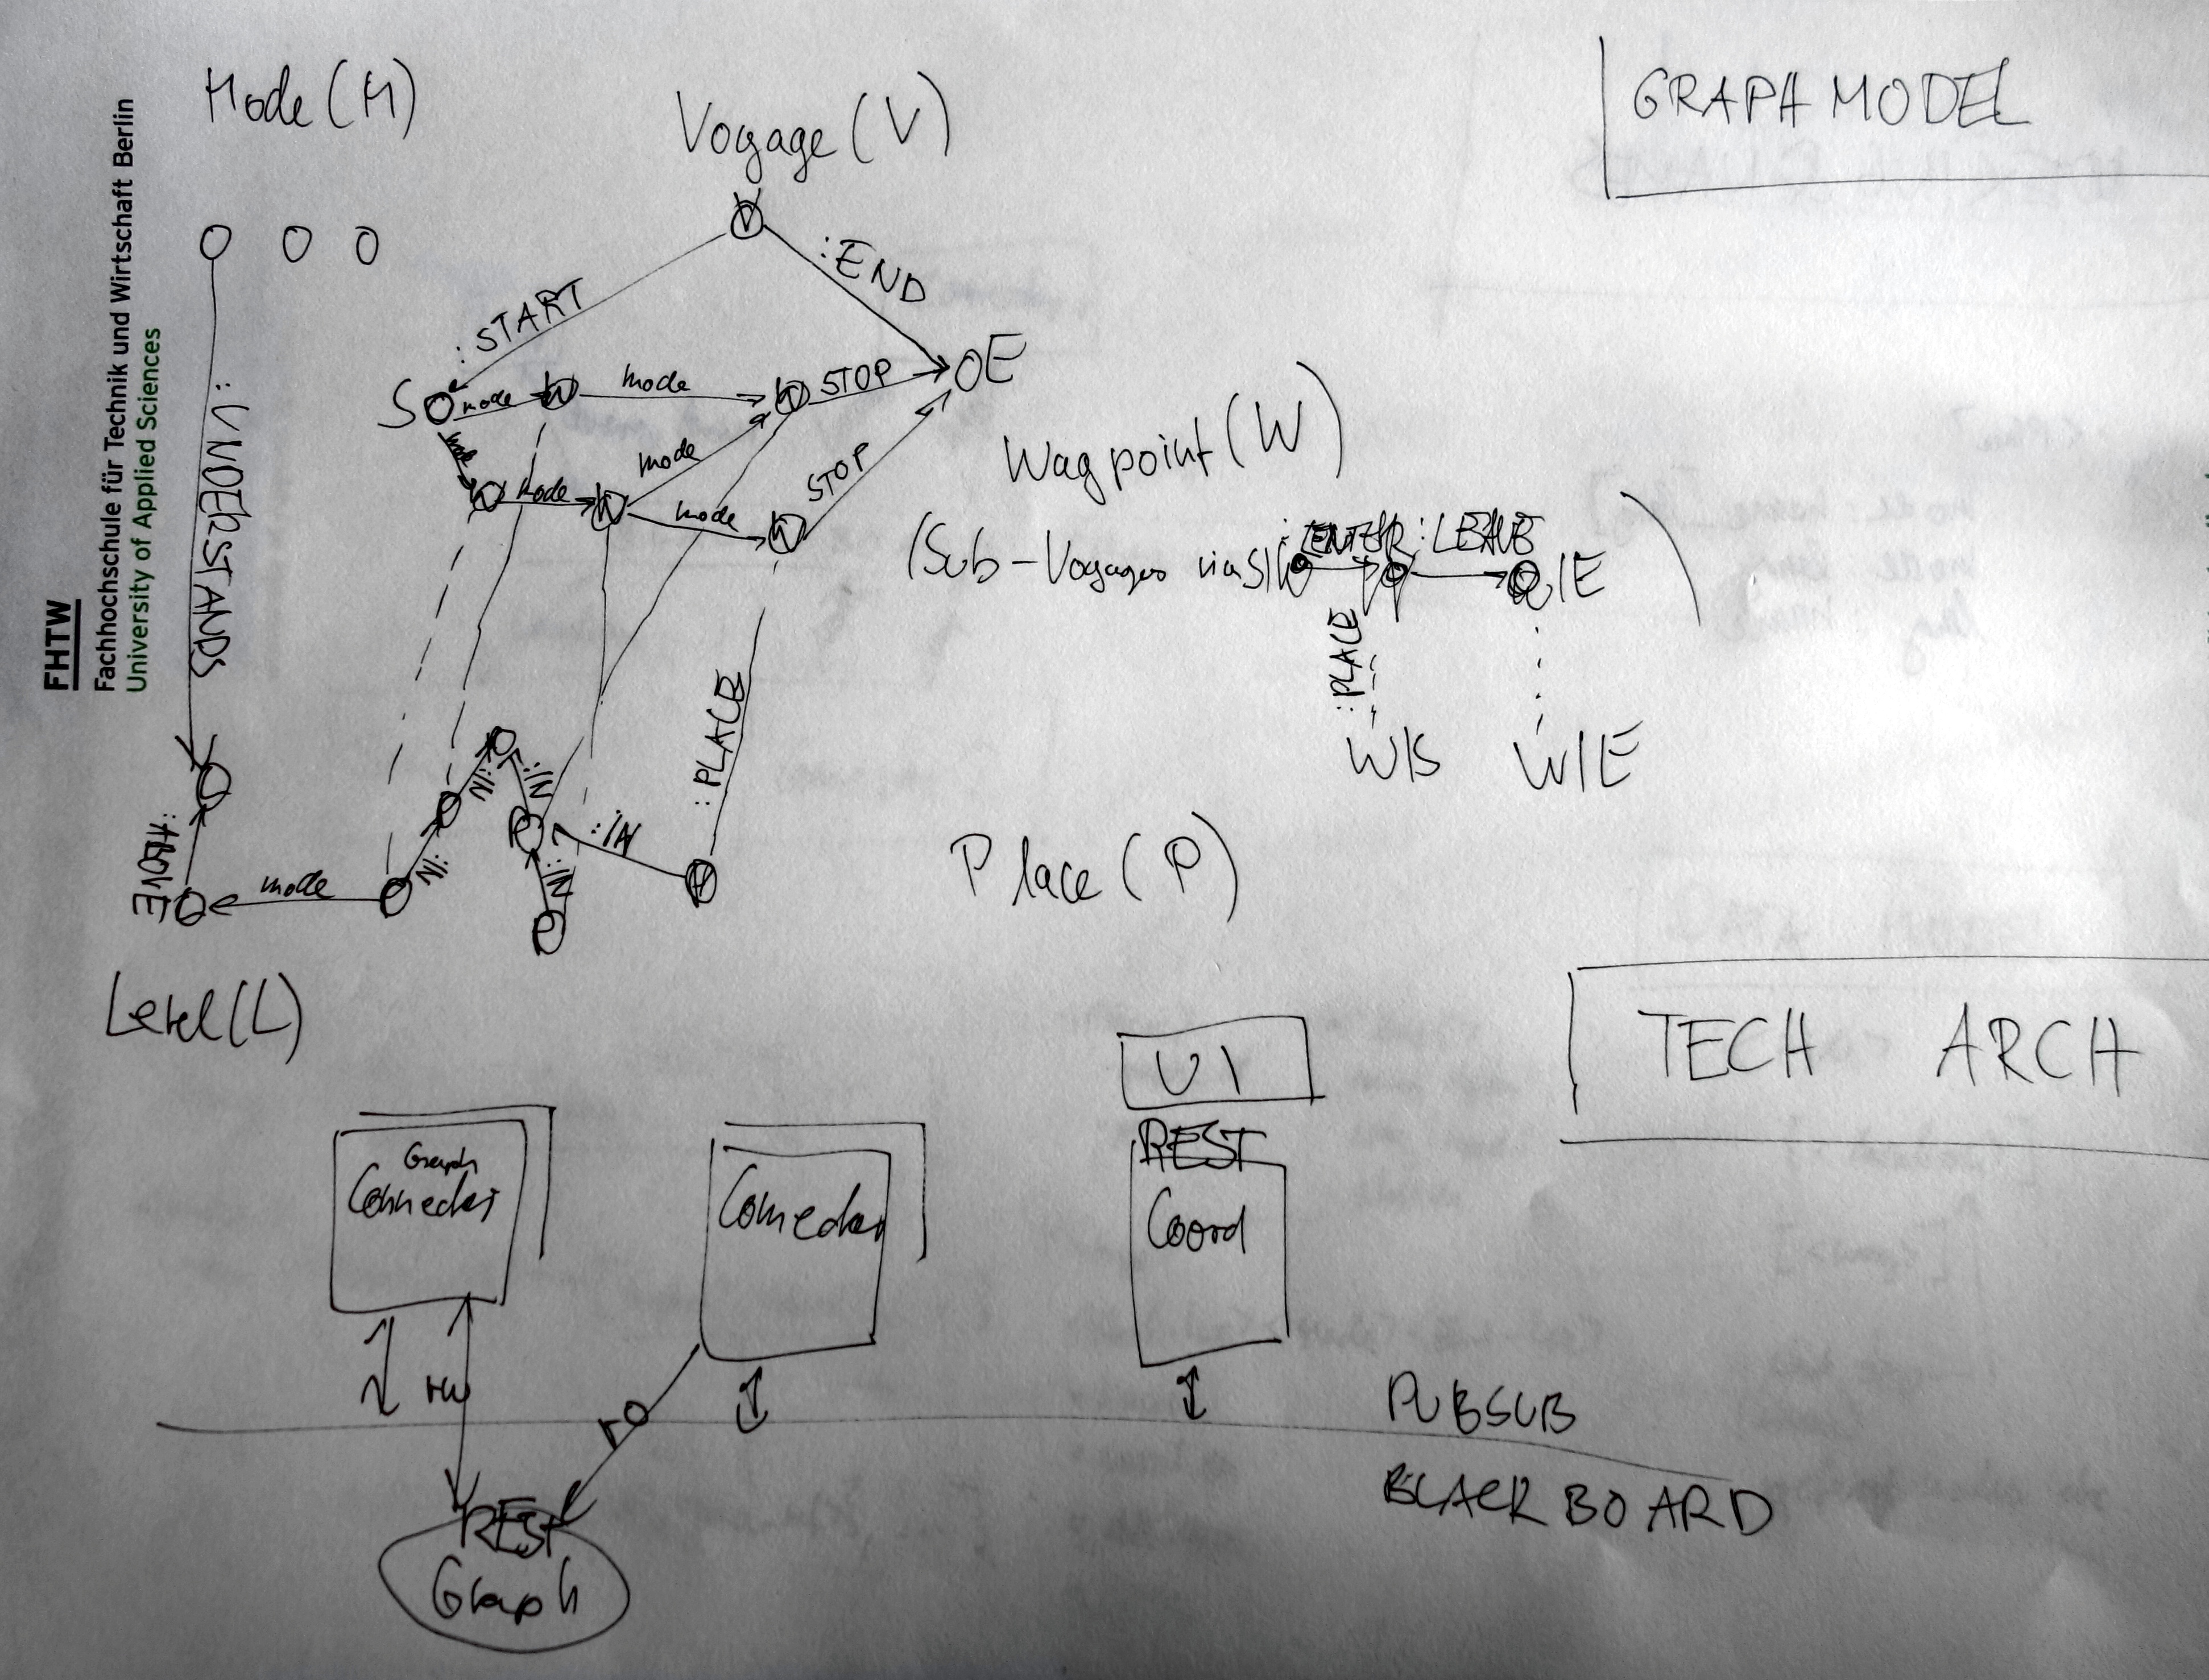 FHTW
Fachhochschule für Technik und Wirtschaft Berlin
University of Applied Sciences
GRAPH MODEL
Mode (M)
Voyage (V)
V
:START
:END
S
mode
W
mode
W
STOP
E
mode
W
mode
W
mode
mode
W
STOP
Waypoint (W)
(Sub-Voyages via S/
:ENTER
:LEAVE
/E
)
:PLACE
W/S
W/E
:UNDERSTANDS
:PLACE
:IN
:IN
:IN
:IN
:IN
P
P
:ABOVE
mode
Place (P)
Level (L)
TECH ARCH
UI
REST
Coord
Graph
Connector
Connector
RW
RO
PUBSUB
BLACKBOARD
REST
Graph